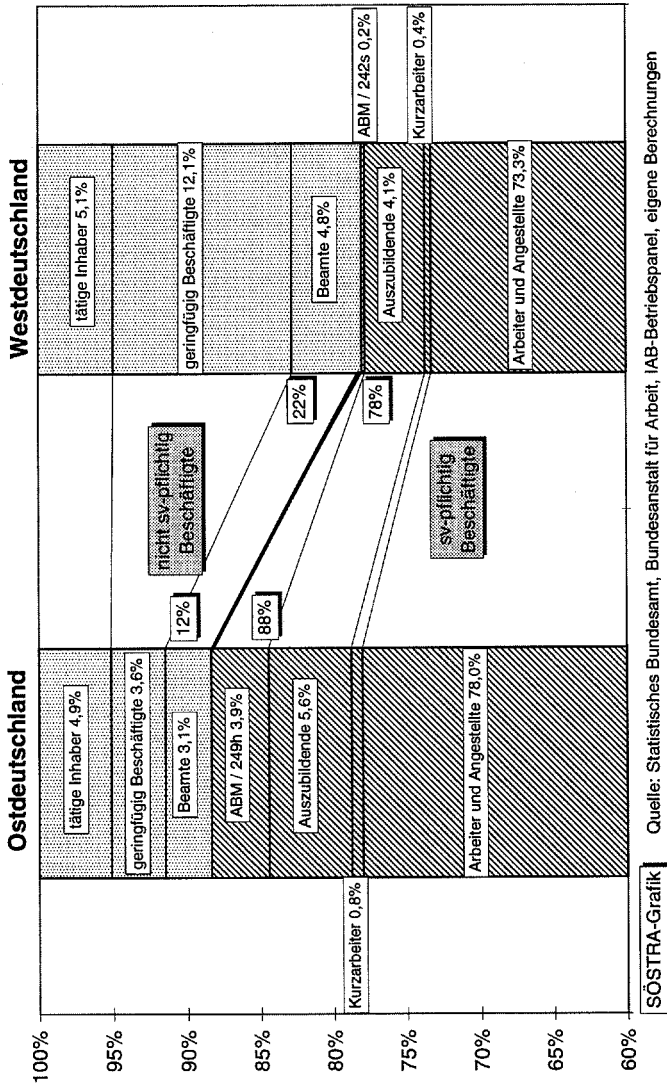 Ostdeutschland
Westdeutschland
100%
95%
90%
85%
80%
75%
70%
65%
60%
tätige Inhaber 4,9%
geringfügig Beschäftigte 3,6%
Beamte 3,1%
ABM / 249h 3,9%
Auszubildende 5,6%
Kurzarbeiter 0,8%
Arbeiter und Angestellte 78,0%
12%
88%
nicht sv-pflichtig
Beschäftigte
sv-pflichtig
Beschäftigte
22%
78%
tätige Inhaber 5,1%
geringfügig Beschäftigte 12,1%
Beamte 4,8%
ABM / 242s 0,2%
Auszubildende 4,1%
Kurzarbeiter 0,4%
Arbeiter und Angestellte 73,3%
SÖSTRA-Grafik
Quelle: Statistisches Bundesamt, Bundesanstalt für Arbeit, IAB-Betriebspanel, eigene Berechnungen